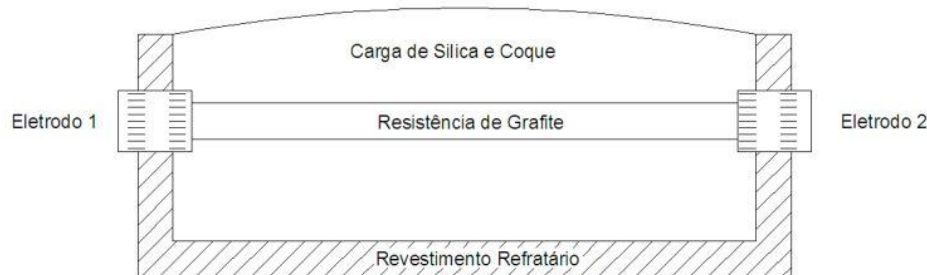 Carga de Silica e Coque
Eletrodo 1
Resistência de Grafite
Eletrodo 2
Revestimento Refratário